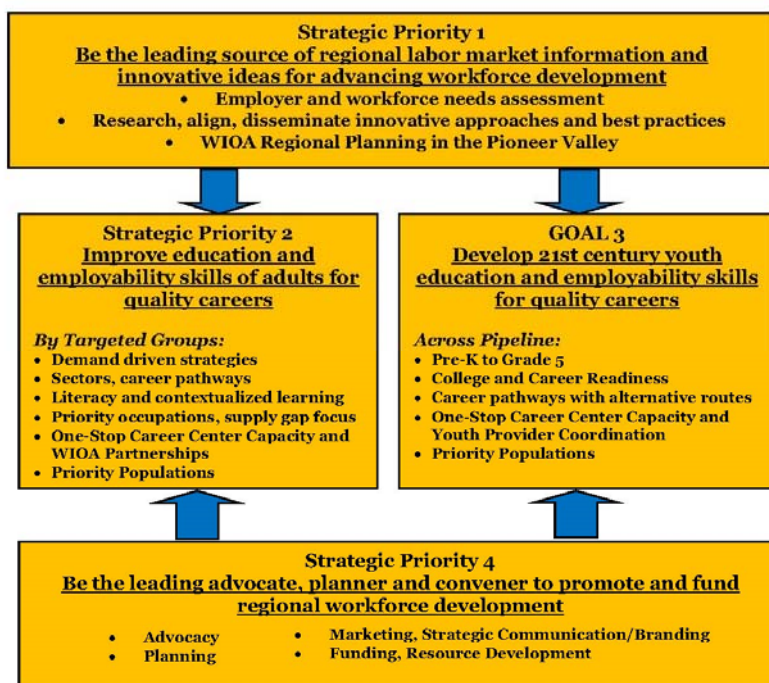 Strategic Priority 1
Be the leading source of regional labor market information and
innovative ideas for advancing workforce development
• Employer and workforce needs assessment
• Research, align, disseminate innovative approaches and best practices
• WIOA Regional Planning in the Pioneer Valley
Strategic Priority 2
Improve education and
employability skills of adults for
quality careers
By Targeted Groups:
• Demand driven strategies
• Sectors, career pathways
• Literacy and contextualized learning
• Priority occupations, supply gap focus
• One-Stop Career Center Capacity and
WIOA Partnerships
• Priority Populations
GOAL 3
Develop 21st century youth
education and employability skills
for quality careers
Across Pipeline:
• Pre-K to Grade 5
• College and Career Readiness
• Career pathways with alternative routes
• One-Stop Career Center Capacity and
Youth Provider Coordination
• Priority Populations
Strategic Priority 4
Be the leading advocate, planner and convener to promote and fund
regional workforce development
• Advocacy
• Planning
• Marketing, Strategic Communication/Branding
• Funding, Resource Development